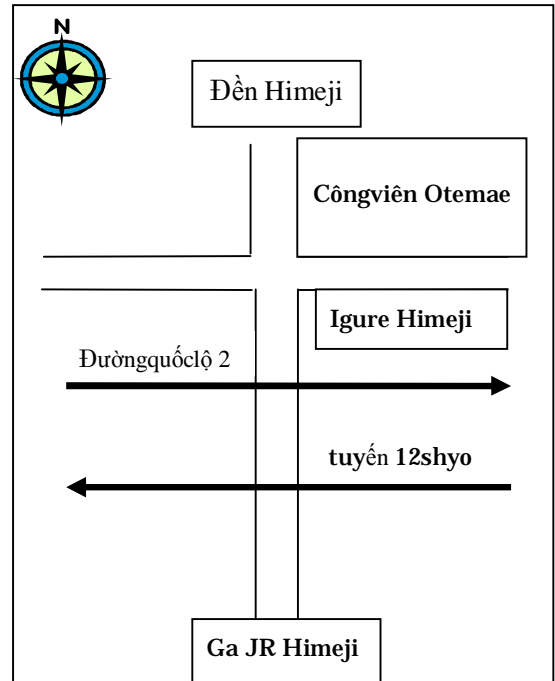 N
Đền Himeji
Côngviên Otemae
Igure Himeji
Đườngquốclộ 2
tuyến 12shyo
Ga JR Himeji